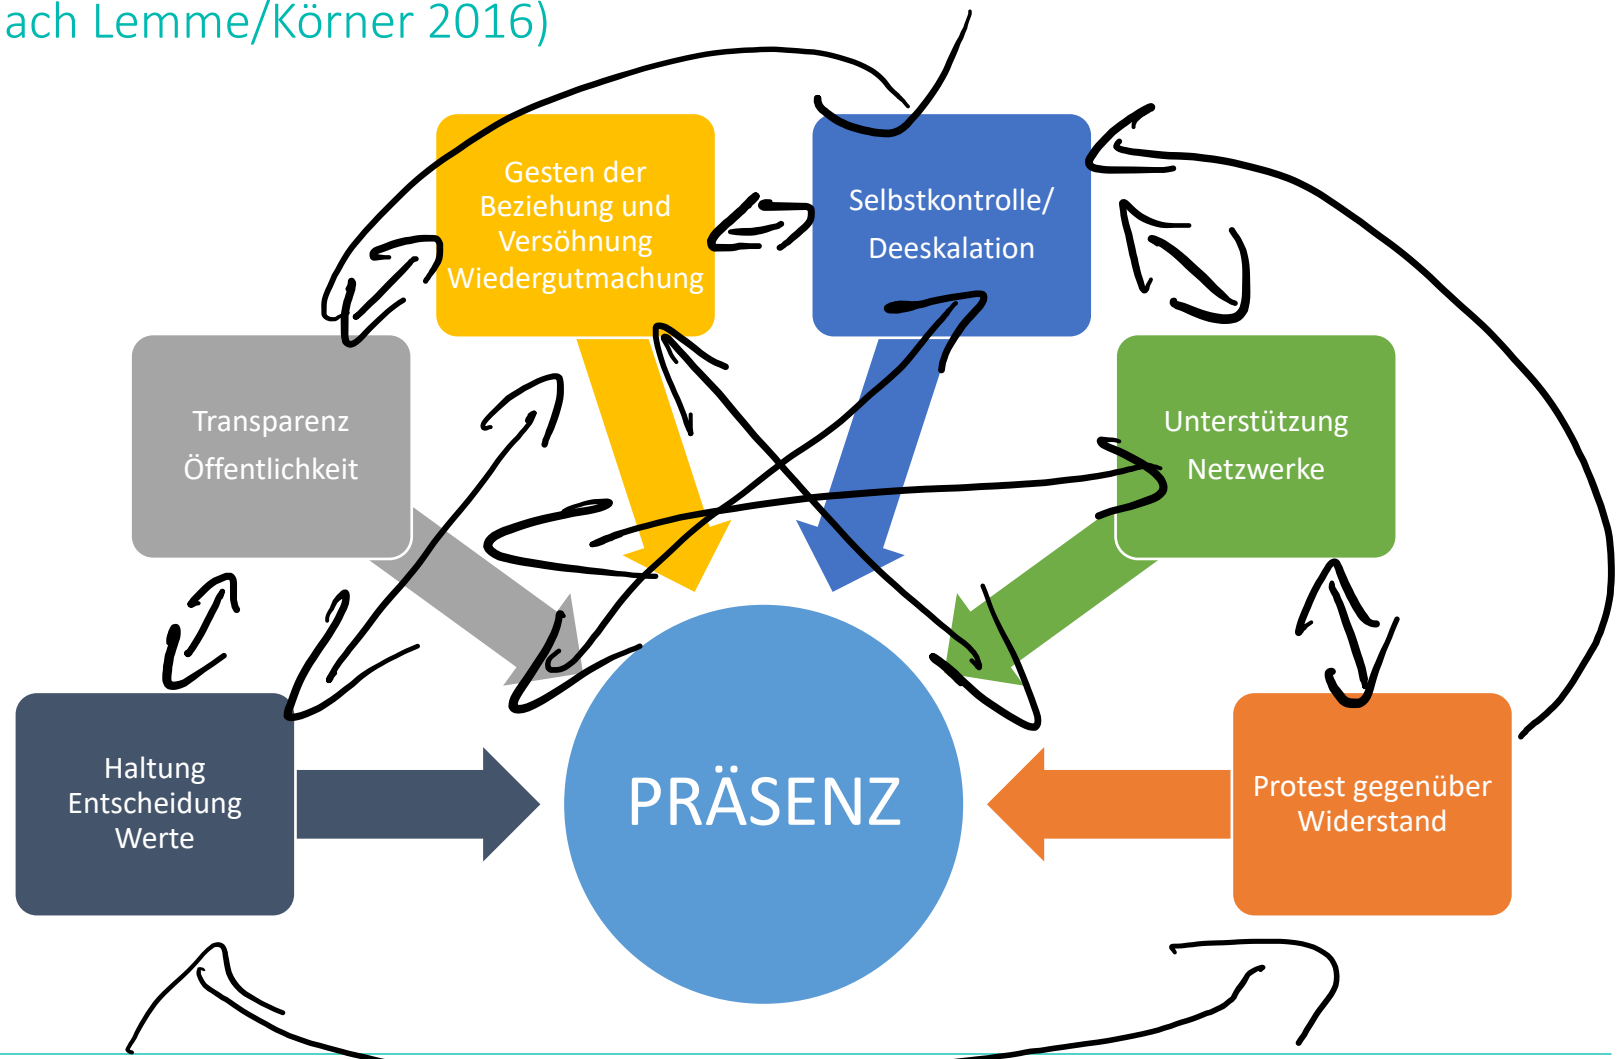 ach Lemme/Körner 2016)
Gesten der
Beziehung und
Versöhnung
Wiedergutmachung
Selbstkontrolle/
Deeskalation
Transparenz
Öffentlichkeit
Unterstützung
Netzwerke
Haltung
Entscheidung
Werte
PRÄSENZ
Protest gegenüber
Widerstand